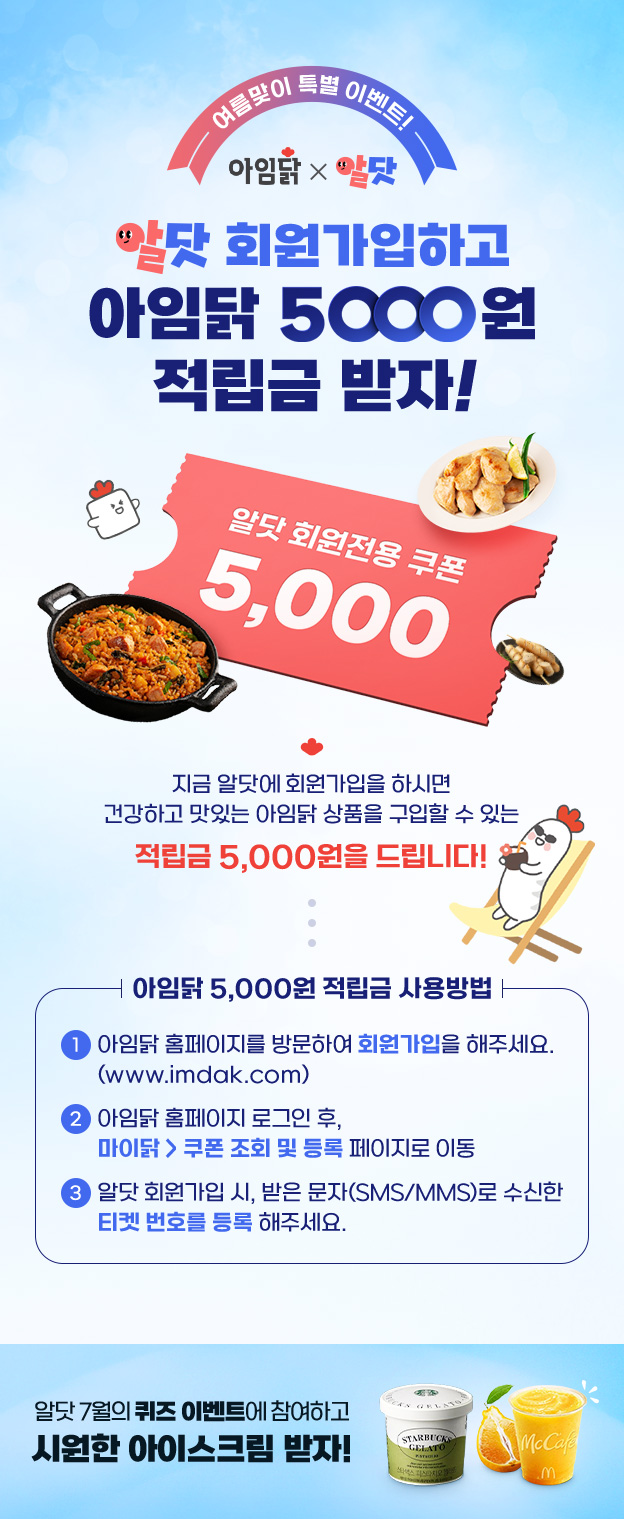 여름맞이 특별 이벤트!
아임닭 × 알닷
알닷 회원가입하고
아임닭 5000원
적립금 받자!
알닷 회원전용 쿠폰
5,000
지금 알닷에 회원가입을 하시면
건강하고 맛있는 아임닭 상품을 구입할 수 있는
적립금 5,000원을 드립니다!
아임닭 5,000원 적립금 사용방법
1 아임닭 홈페이지를 방문하여 회원가입을 해주세요.
(www.imdak.com)
2 아임닭 홈페이지 로그인 후,
마이닭 > 쿠폰 조회 및 등록 페이지로 이동
3 알닷 회원가입 시, 받은 문자(SMS/MMS)로 수신한
티켓 번호를 등록 해주세요.
알닷 7월의 퀴즈 이벤트에 참여하고
시원한 아이스크림 받자!
STARBUCKS
GELATO
McCafé